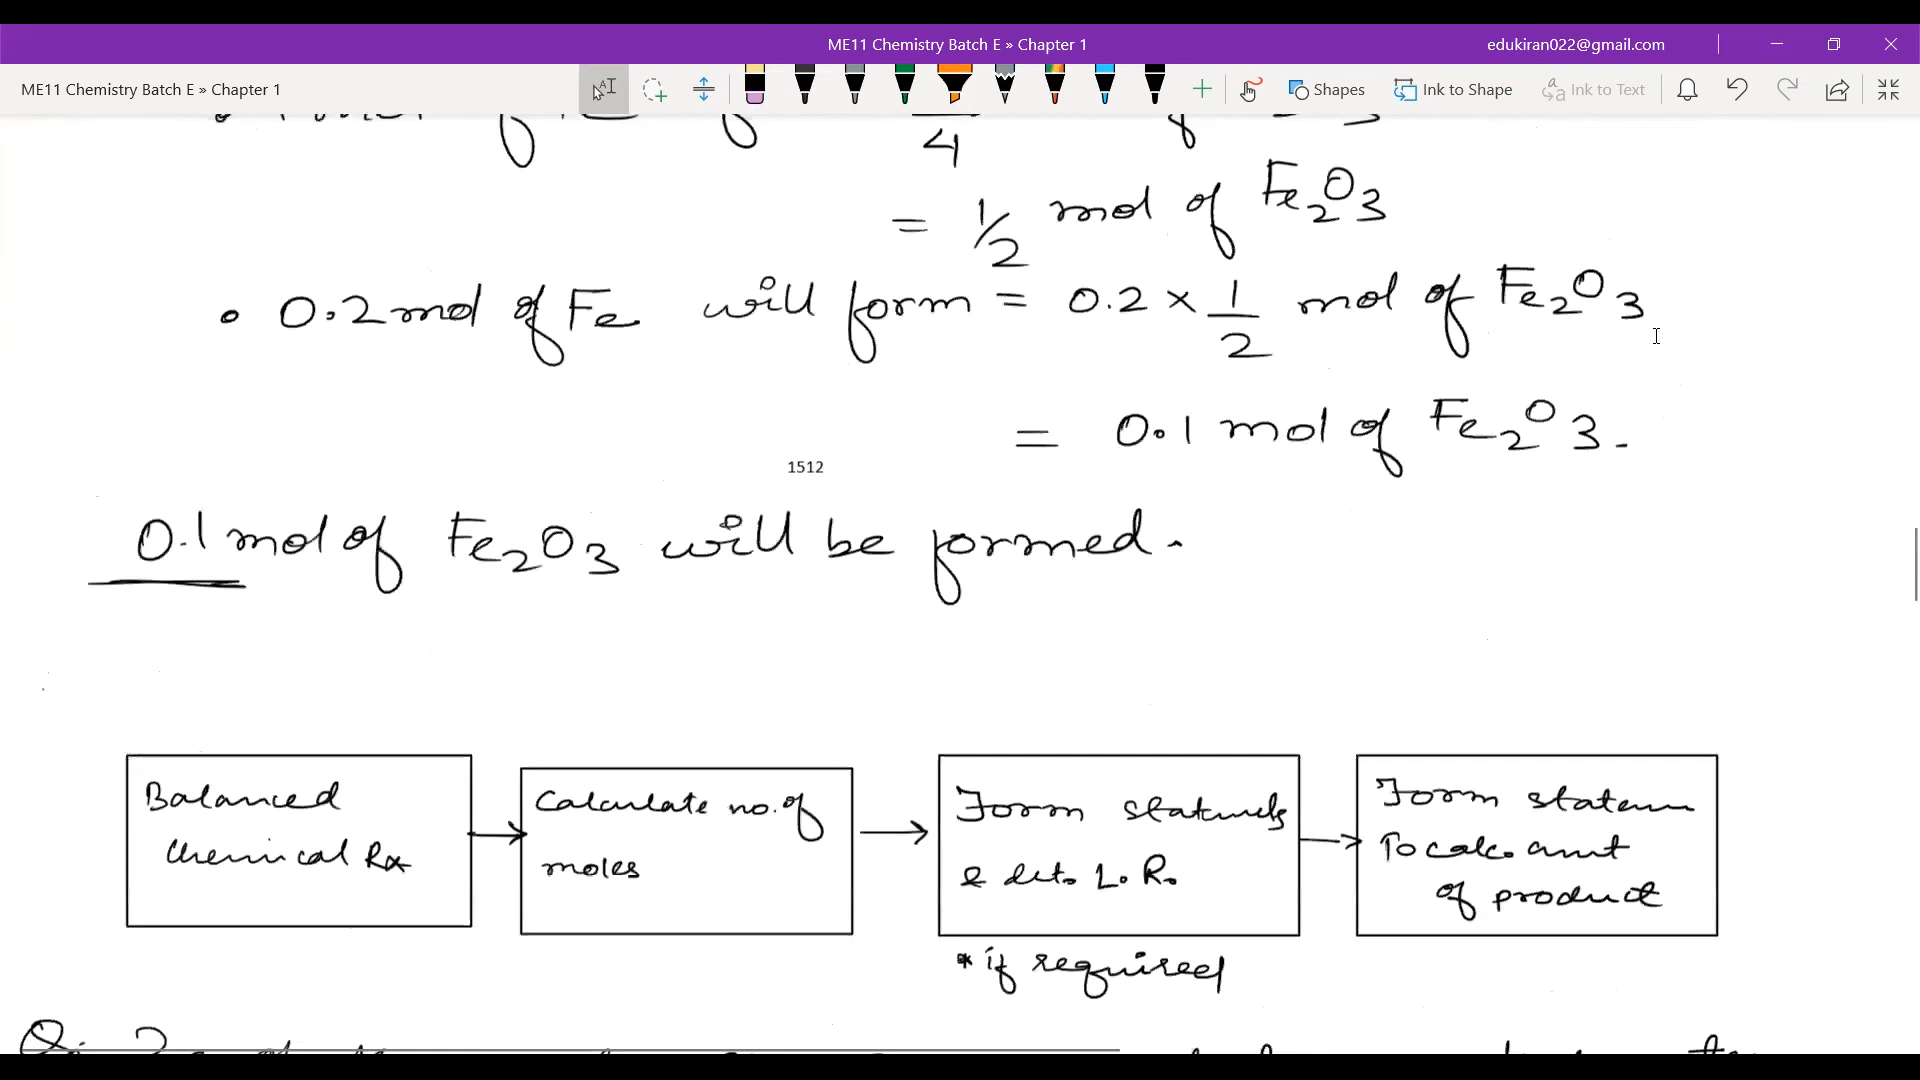 ME11 Chemistry Batch E » Chapter 1
edukiran022@gmail.com
ME11 Chemistry Batch E » Chapter 1
Shapes
Ink to Shape
Ink to Text
4
= 1/2 mol of Fe2O3
• 0.2 mol of Fe will form = 0.2 × 1/2 mol of Fe2O3
= 0.1 mol of Fe2O3.
1512
0.1 mol of Fe2O3 will be formed.
Balanced
Chemical Rx
Calculate no. of
moles
Form
& det. L.R.
* if required
Form
To calc. amt
of product